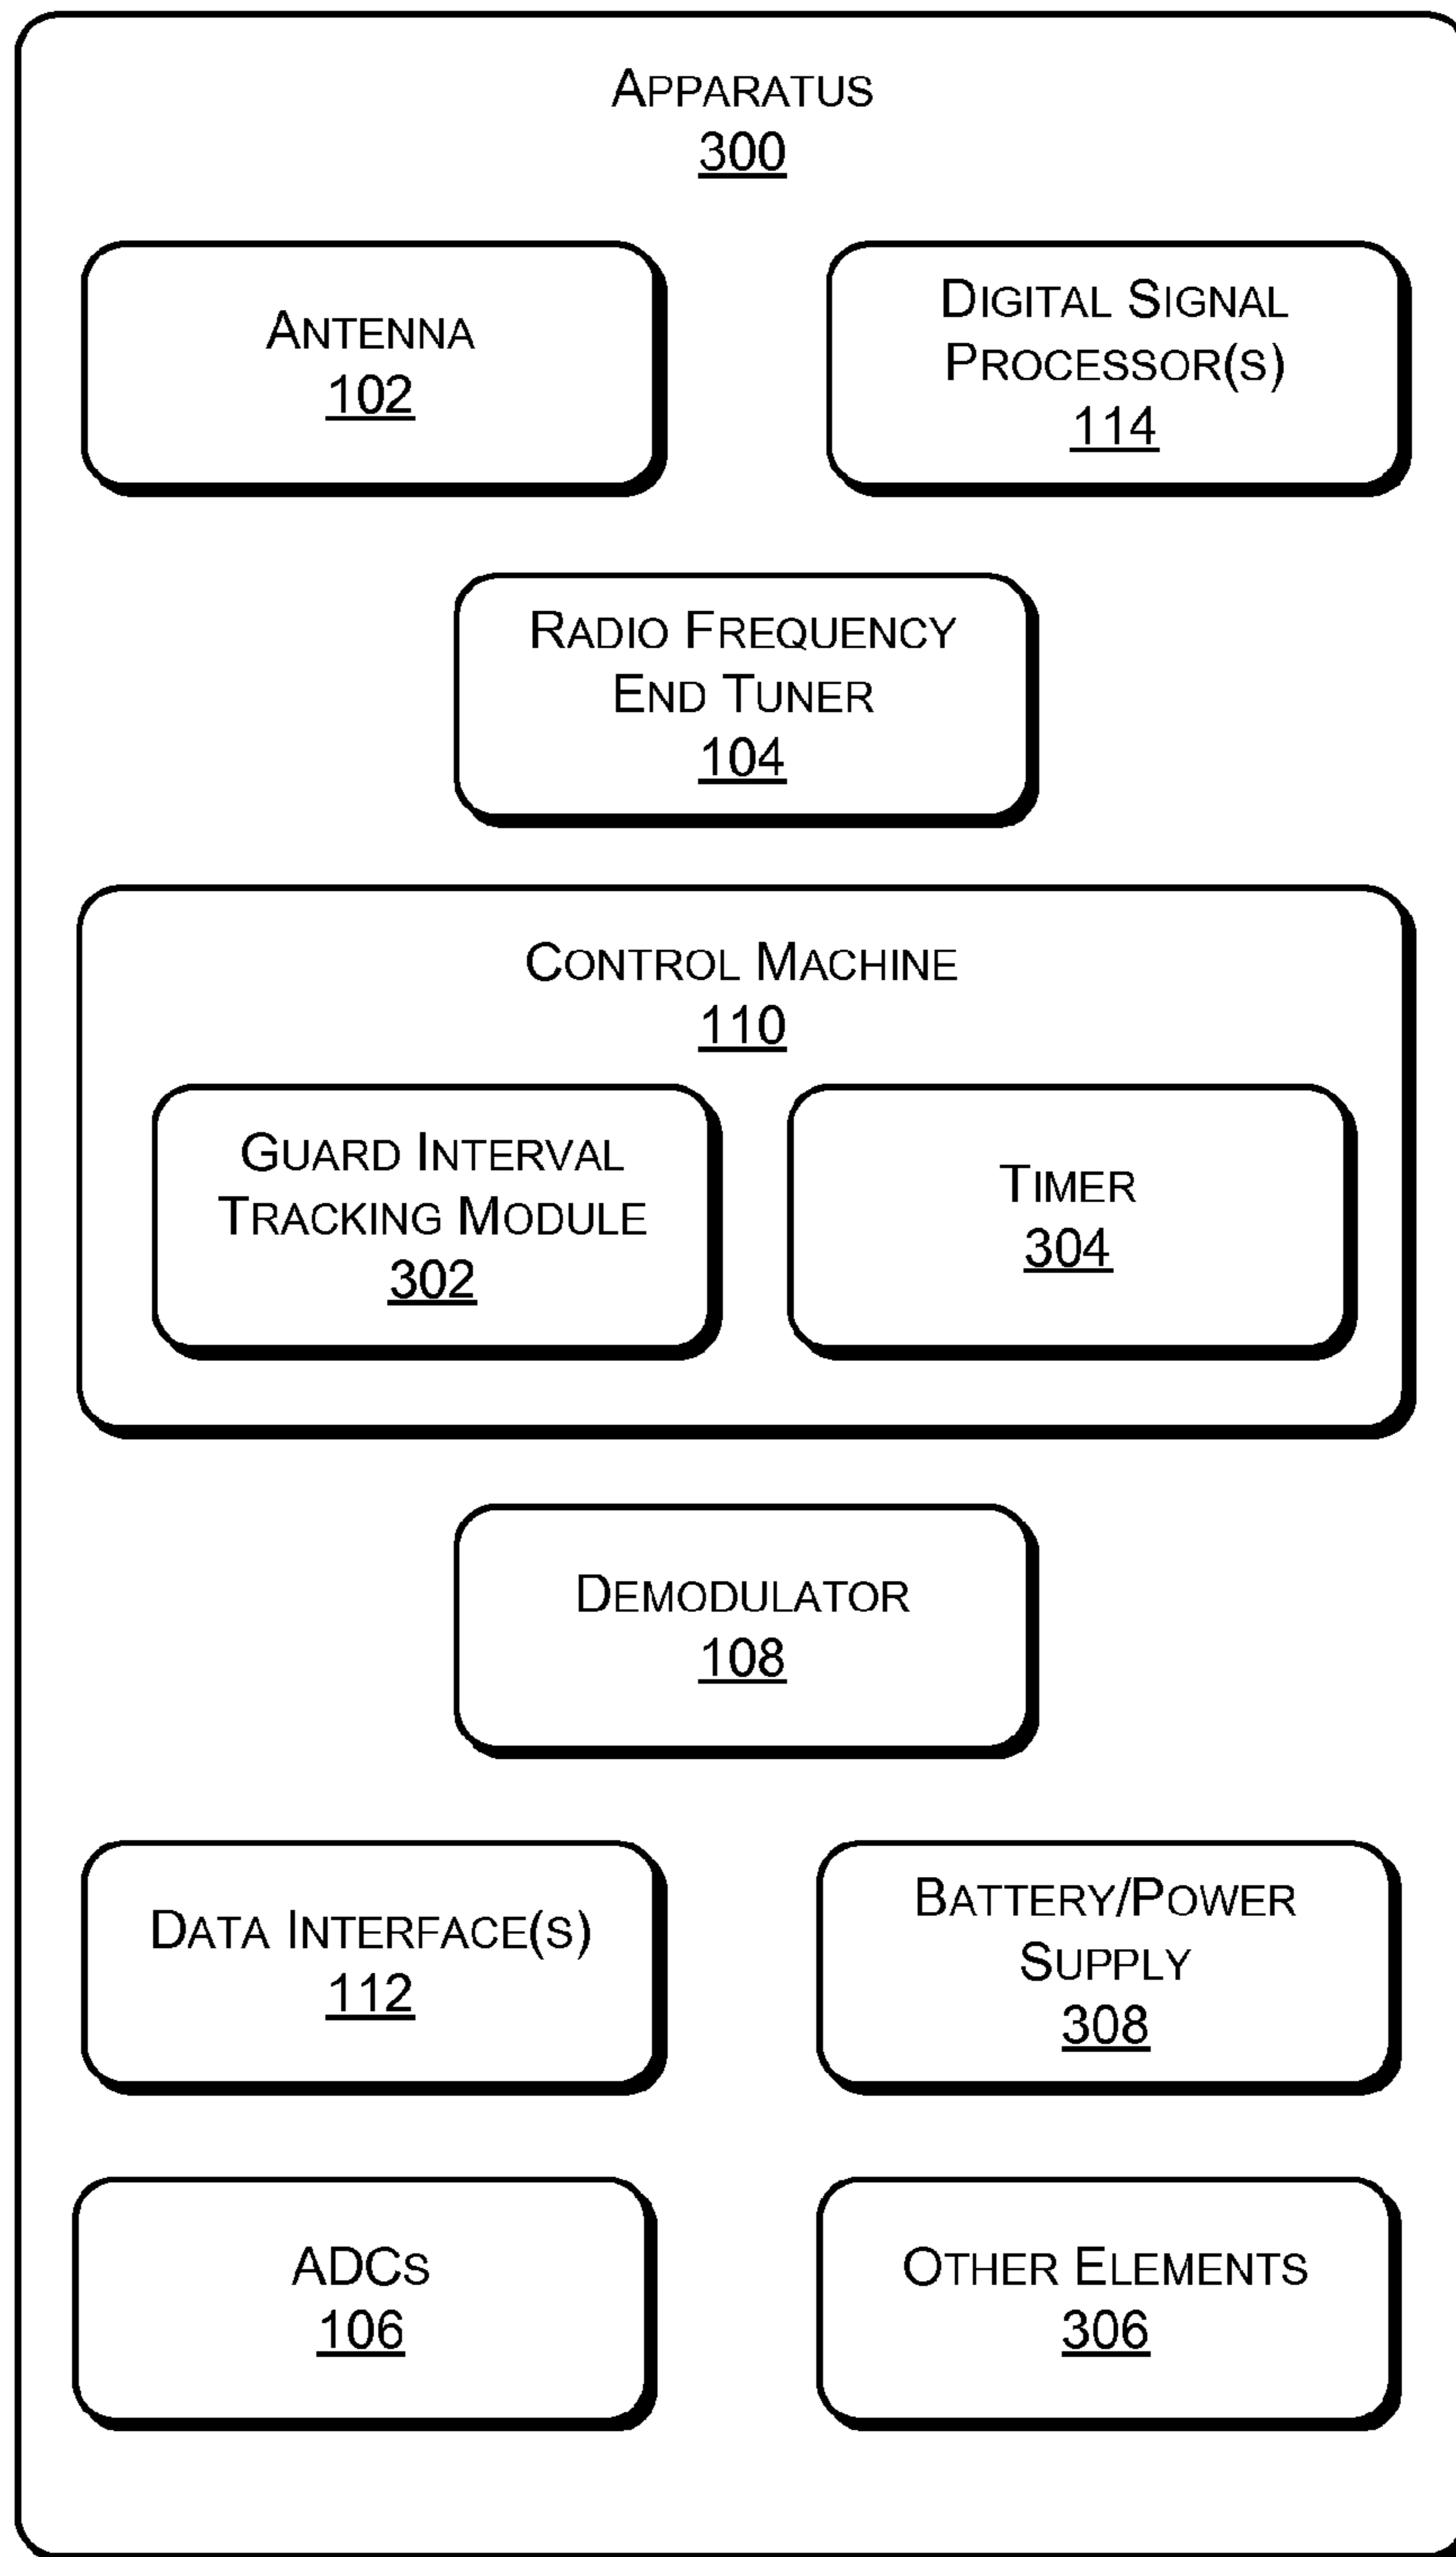 APPARATUS
300
ANTENNA
102
DIGITAL SIGNAL
PROCESSOR(S)
114
RADIO FREQUENCY
END TUNER
104
CONTROL MACHINE
110
GUARD INTERVAL
TRACKING MODULE
302
TIMER
304
DEMODULATOR
108
DATA INTERFACE(S)
112
BATTERY/POWER
SUPPLY
308
ADCS
106
OTHER ELEMENTS
306